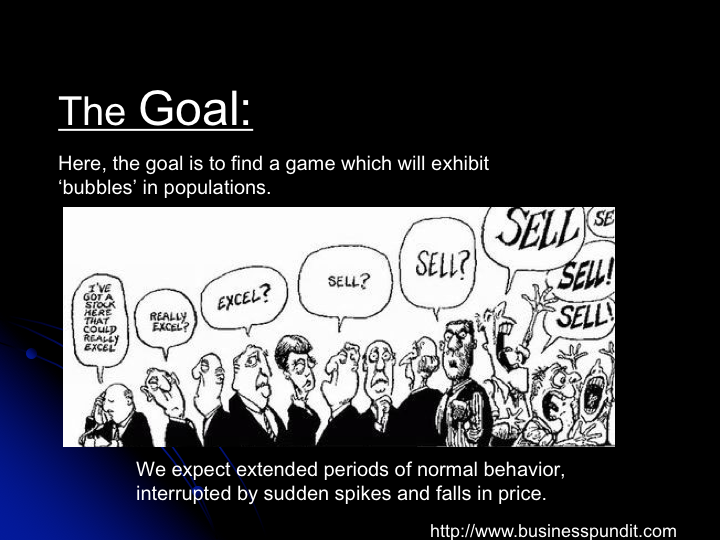 The Goal:
Here, the goal is to find a game which will exhibit
‘bubbles’ in populations.
I'VE
GOT A
STOCK
HERE
THAT
COULD
REALLY
EXCEL
REALLY
EXCEL?
EXCEL?
SELL?
SELL?
SELL
SE
SELL!
SELL!
We expect extended periods of normal behavior,
interrupted by sudden spikes and falls in price.
http://www.businesspundit.com